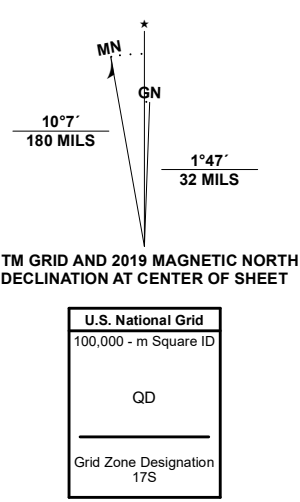 ★
MN
GN
10°7´
180 MILS
1°47´
32 MILS
TM GRID AND 2019 MAGNETIC NORTH
DECLINATION AT CENTER OF SHEET
U.S. National Grid
100,000 - m Square ID
QD
Grid Zone Designation
17S